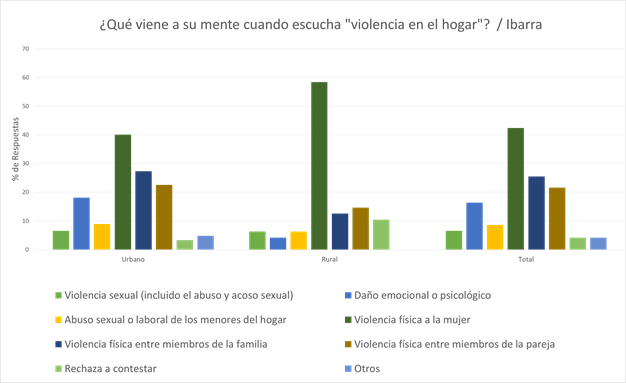 ¿Qué viene a su mente cuando escucha "violencia en el hogar"? / Ibarra
% de Respuestas
70
60
50
40
30
20
10
0
Urbano
Rural
Total
Violencia sexual (incluido el abuso y acoso sexual)
Daño emocional o psicológico
Abuso sexual o laboral de los menores del hogar
Violencia física a la mujer
Violencia física entre miembros de la familia
Violencia física entre miembros de la pareja
Rechaza a contestar
Otros